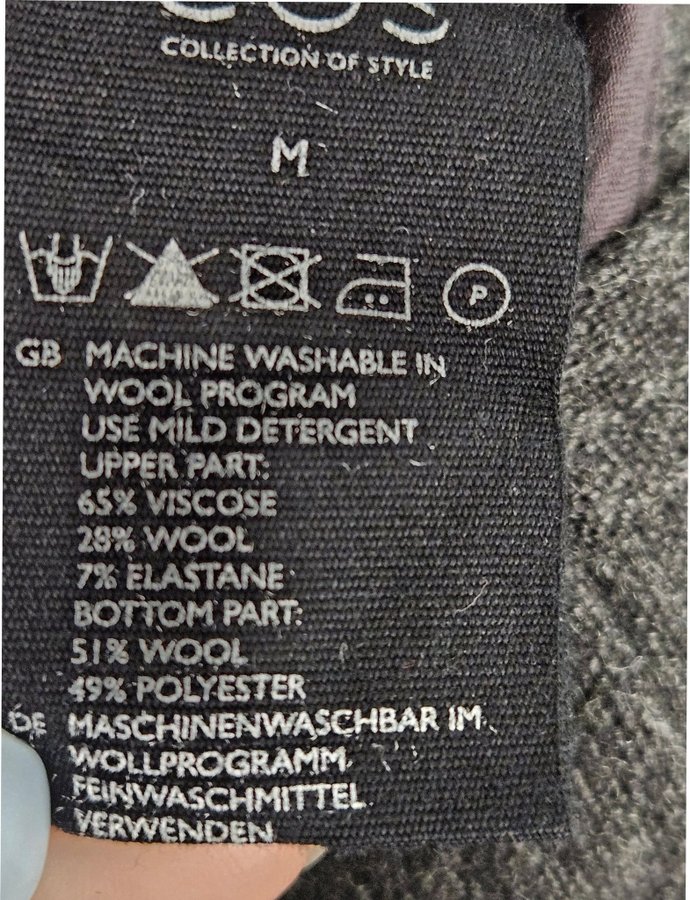 COS
COLLECTION OF STYLE
M
P
GB MACHINE WASHABLE IN
WOOL PROGRAM
USE MILD DETERGENT
UPPER PART:
65% VISCOSE
28% WOOL
7% ELASTANE
BOTTOM PART:
51% WOOL
49% POLYESTER
DE MASCHINENWASCHBAR IM
WOLLPROGRAMM,
FEINWASCHMITTEL
VERWENDEN